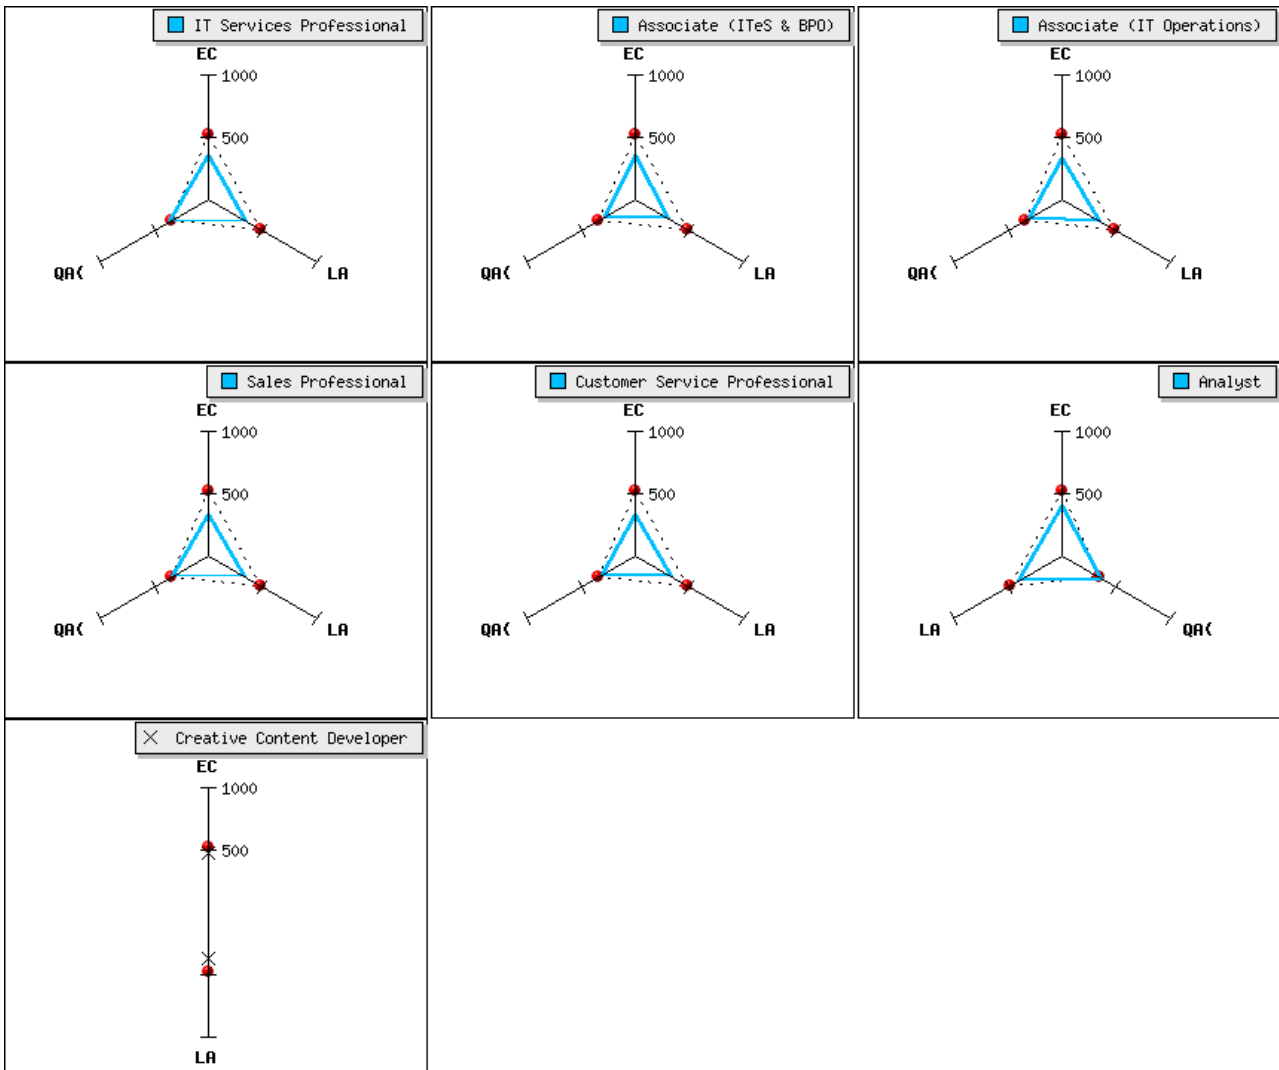 IT Services Professional
EC
1000
500
QA(
LA
Associate (ITeS & BPO)
EC
1000
500
QA(
LA
Associate (IT Operations)
EC
1000
500
QA(
LA
Sales Professional
EC
1000
500
QA(
LA
Customer Service Professional
EC
1000
500
QA(
LA
Analyst
EC
1000
500
LA
QA(
Creative Content Developer
EC
1000
500
LA